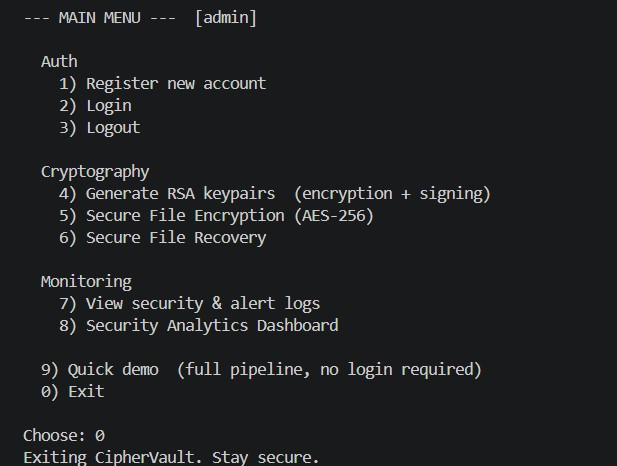 --- MAIN MENU ---  [admin]
Auth
1) Register new account
2) Login
3) Logout
Cryptography
4) Generate RSA keypairs  (encryption + signing)
5) Secure File Encryption (AES-256)
6) Secure File Recovery
Monitoring
7) View security & alert logs
8) Security Analytics Dashboard
9) Quick demo  (full pipeline, no login required)
0) Exit
Choose: 0
Exiting CipherVault. Stay secure.